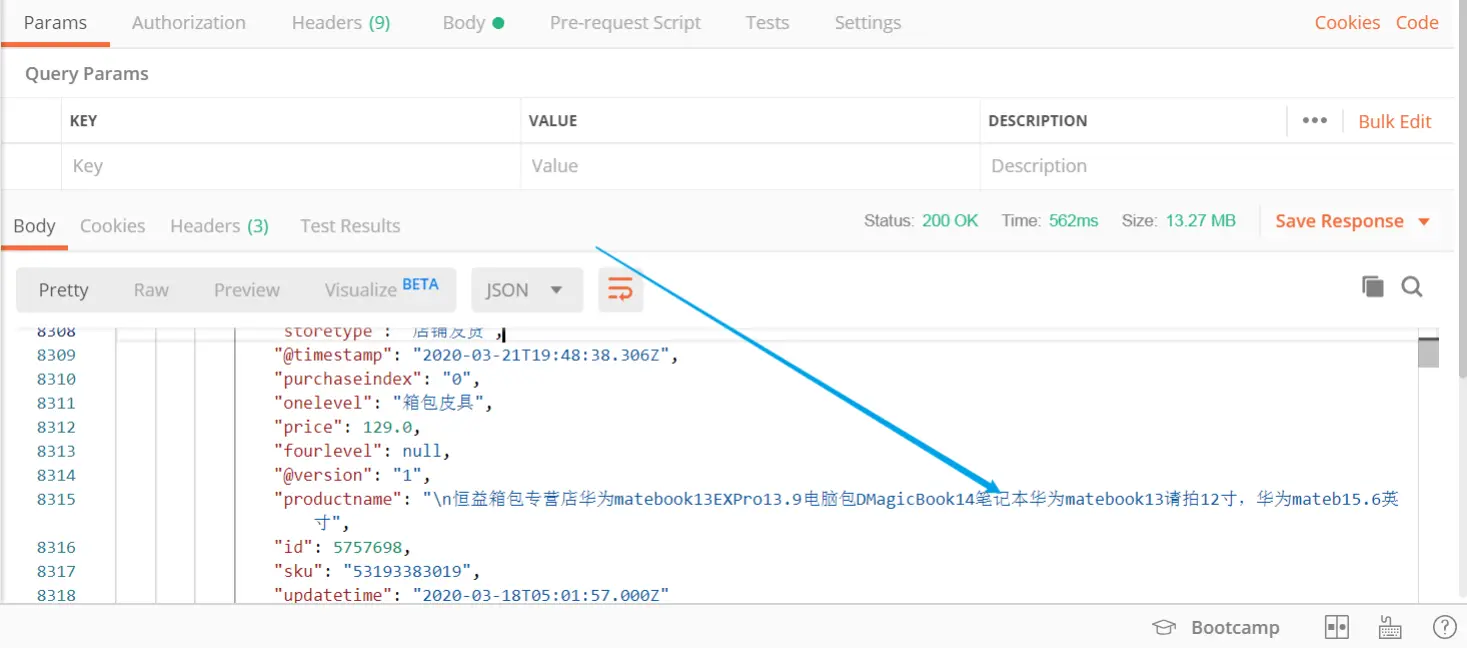 Params Authorization Headers (9) Body Pre-request Script Tests Settings Cookies Code
Query Params
KEY VALUE DESCRIPTION ••• Bulk Edit
Key Value Description
Body Cookies Headers (3) Test Results Status: 200 OK Time: 562ms Size: 13.27 MB Save Response
Pretty Raw Preview Visualize BETA JSON
8308 storetype : 店铺发货 ,
8309 "@timestamp": "2020-03-21T19:48:38.306Z",
8310 "purchaseindex": "0",
8311 "onelevel": "箱包皮具",
8312 "price": 129.0,
8313 "fourlevel": null,
8314 "@version": "1",
8315 "productname": "\n恒益箱包专营店华为matebook13EXPro13.9电脑包DMagicBook14笔记本华为matebook13请拍12寸，华为mateb15.6英
寸",
8316 "id": 5757698,
8317 "sku": "53193383019",
8318 "updatetime": "2020-03-18T05:01:57.000Z"
Bootcamp